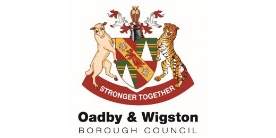 STRONGER TOGETHER
Oadby & Wigston
BOROUGH COUNCIL